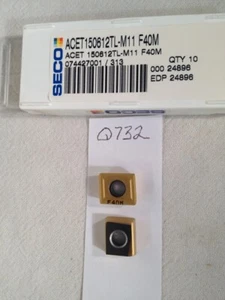 SECO
ACET150612TL-M11 F40M
ACET 150612TL-M11 F40M
QTY 10
074427001 / 313
000 24896
EDP 24896
Q732
F40M